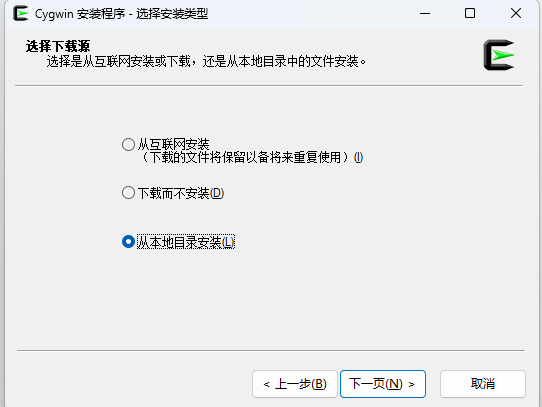 Cygwin 安装程序 - 选择安装类型
选择下载源
选择是从互联网安装或下载，还是从本地目录中的文件安装。
从互联网安装
（下载的文件将保留以备将来重复使用）(I)
下载而不安装(D)
从本地目录安装(L)
< 上一步(B) 下一页(N) > 取消